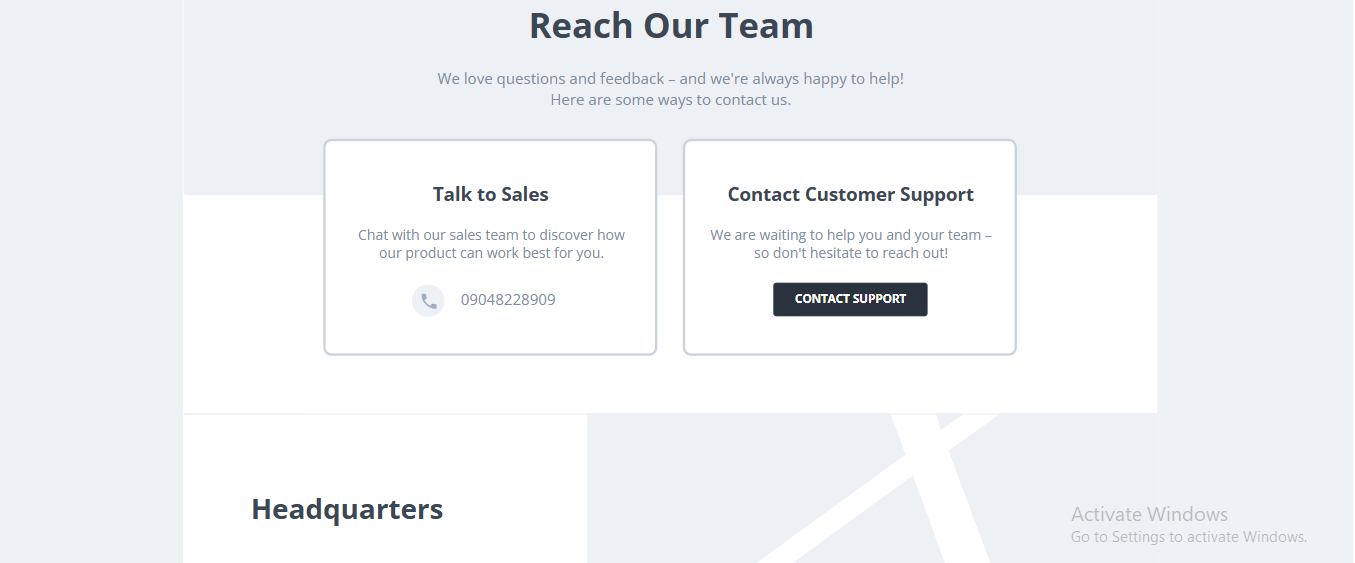 Reach Our Team
We love questions and feedback – and we're always happy to help!
Here are some ways to contact us.
Talk to Sales
Chat with our sales team to discover how
our product can work best for you.
09048228909
Contact Customer Support
We are waiting to help you and your team –
so don't hesitate to reach out!
CONTACT SUPPORT
Headquarters
Activate Windows
Go to Settings to activate Windows.